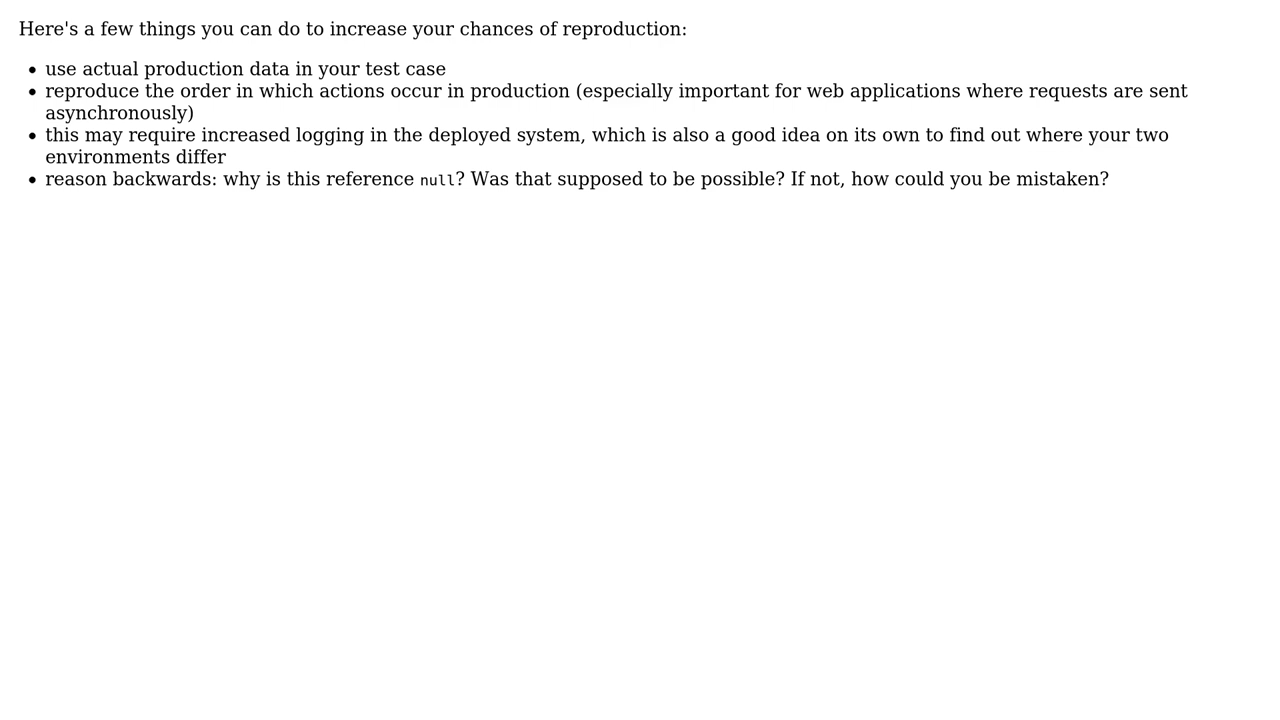 Here's a few things you can do to increase your chances of reproduction:
• use actual production data in your test case
• reproduce the order in which actions occur in production (especially important for web applications where requests are sent
asynchronously)
• this may require increased logging in the deployed system, which is also a good idea on its own to find out where your two
environments differ
• reason backwards: why is this reference null? Was that supposed to be possible? If not, how could you be mistaken?